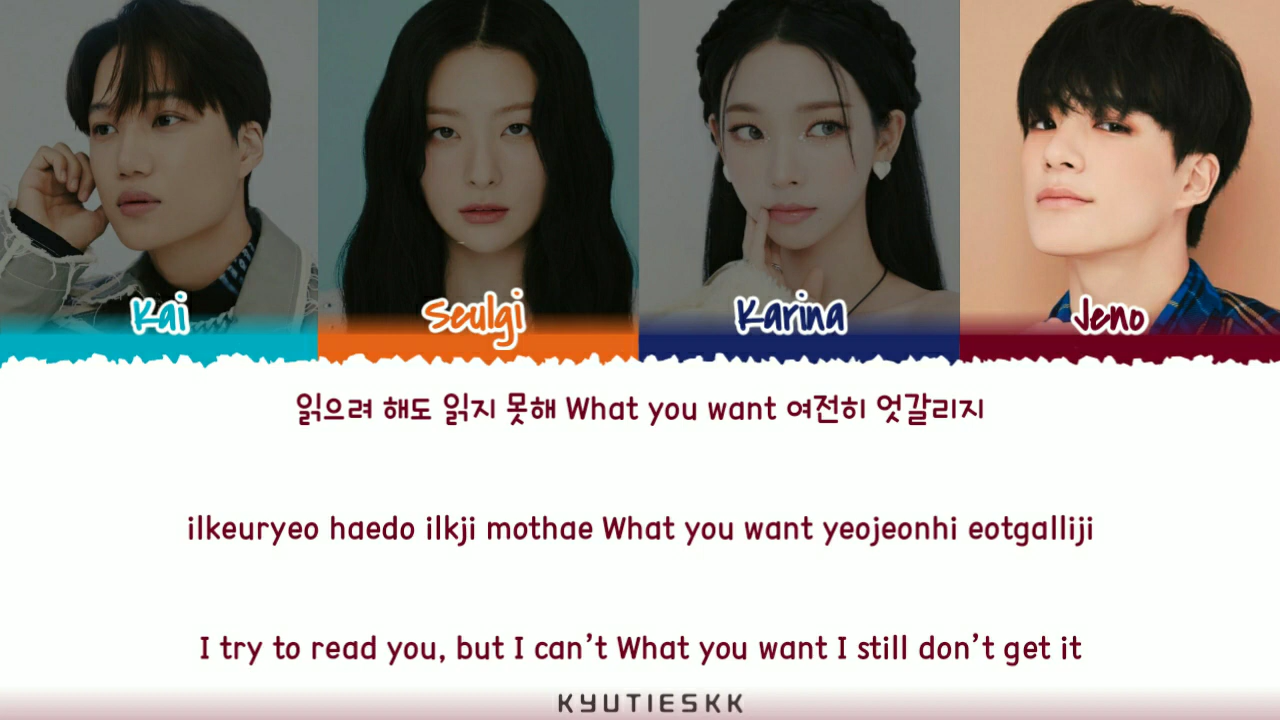 Kai
Seulgi
Karina
Jeno
읽으려 해도 읽지 못해 What you want 여전히 엇갈리지
ilkeuryeo haedo ilkji mothae What you want yeojeonhi eotgalliji
I try to read you, but I can’t What you want I still don’t get it
KYUTIESKK